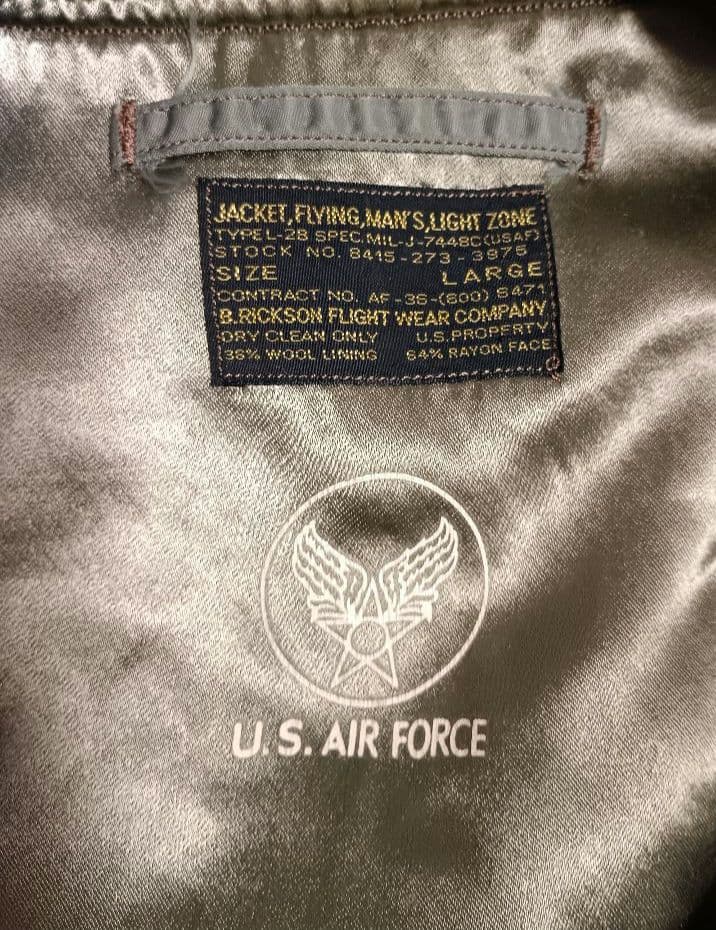 JACKET, FLYING, MAN'S, LIGHT ZONE
TYPE L-2B SPEC. MIL-J-7448C (USAF)
STOCK NO. 8415-273-3875
SIZE LARGE
CONTRACT NO. AF-36-(600) 6471
B.RICKSON FLIGHT WEAR COMPANY
DRY CLEAN ONLY U.S. PROPERTY
36% WOOL LINING 64% RAYON FACE
U.S. AIR FORCE